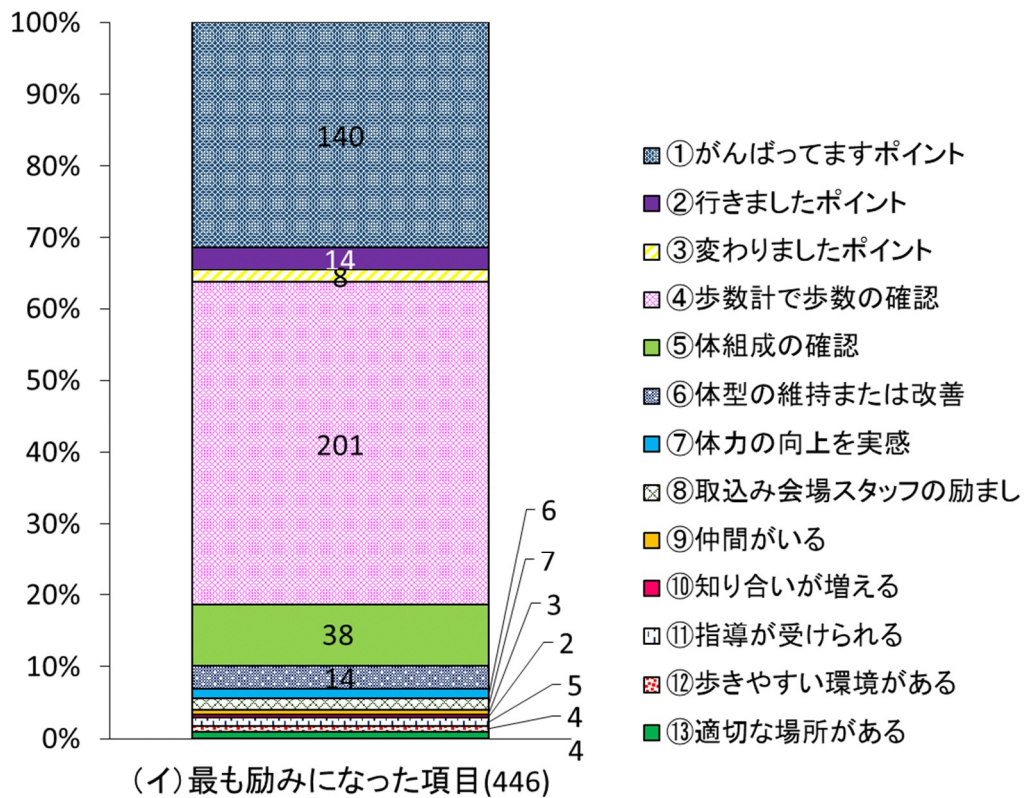 100%
90%
80%
70%
60%
50%
40%
30%
20%
10%
0%
140
14
8
201
38
14
6
7
3
2
5
4
4
(イ)最も励みになった項目(446)
①がんばってますポイント
②行きましたポイント
③変わりましたポイント
④歩数計で歩数の確認
⑤体組成の確認
⑥体型の維持または改善
⑦体力の向上を実感
⑧取込み会場スタッフの励まし
⑨仲間がいる
⑩知り合いが増える
⑪指導が受けられる
⑫歩きやすい環境がある
⑬適切な場所がある